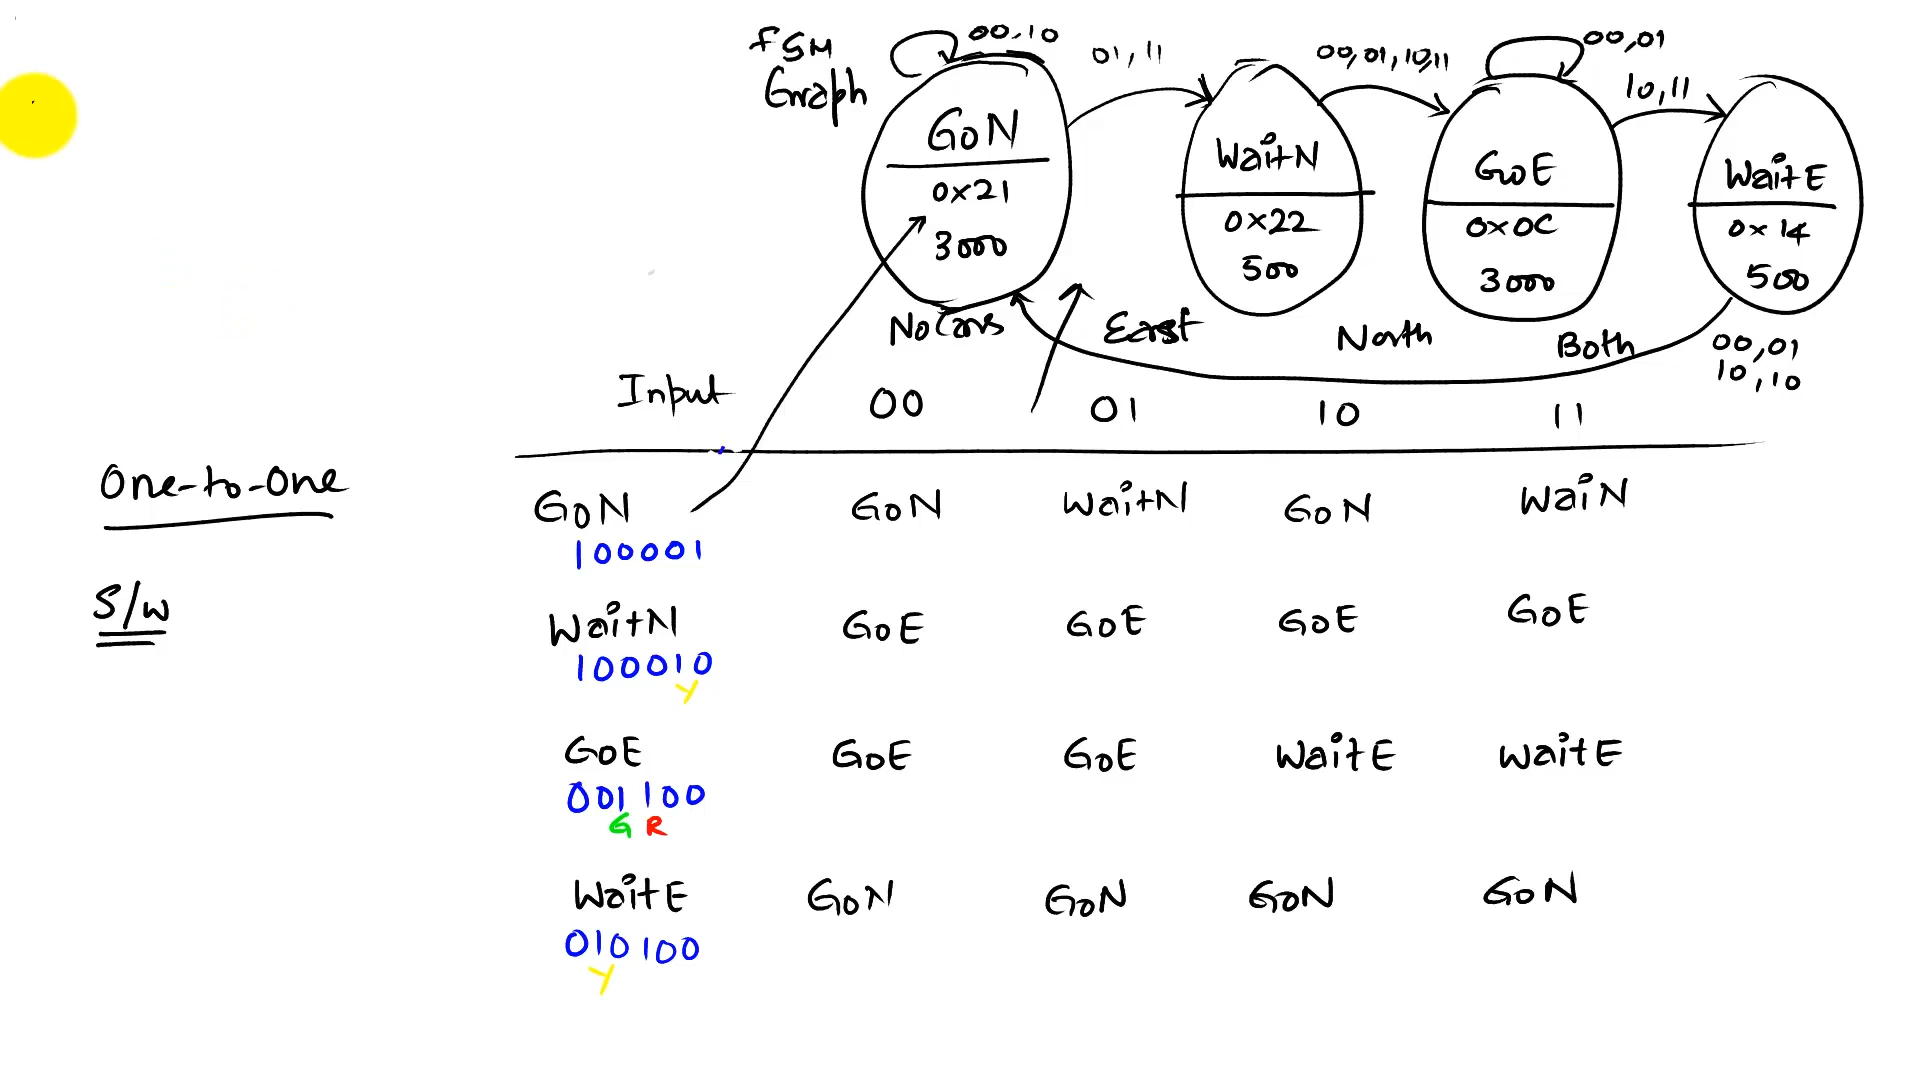 FSM
Graph
00,10
01,11
00,01,10,11
00,01
10,11
GoN
0x21
3000
WaitN
0x22
500
GoE
0x0C
3000
WaitE
0x14
500
00,01
10,10
No Cars East North Both
Input 00 01 10 11
One-to-One
S/W
GoN GoN WaitN GoN WaiN
100001
WaitN GoE GoE GoE GoE
100010
Y
GoE GoE GoE WaitE WaitE
001100
G R
WaitE GoN GoN GoN GoN
010100
Y